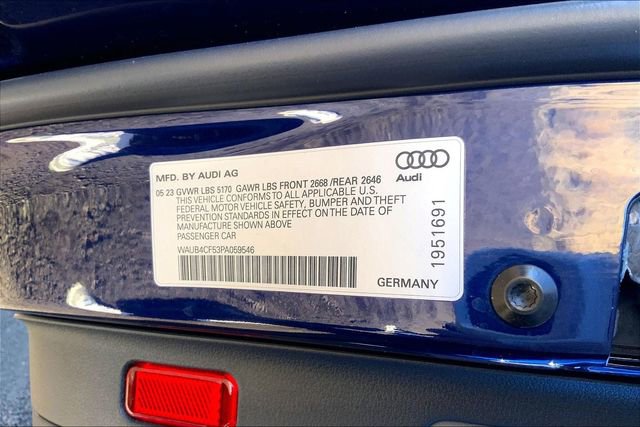 MFD. BY AUDI AG
Audi
05 23 GVWR LBS 5170 GAWR LBS FRONT 2668 /REAR 2646
THIS VEHICLE CONFORMS TO ALL APPLICABLE U.S.
FEDERAL MOTOR VEHICLE SAFETY, BUMPER AND THEFT
PREVENTION STANDARDS IN EFFECT ON THE DATE OF
MANUFACTURE SHOWN ABOVE
PASSENGER CAR
WAUB4CF53PA059546
GERMANY
1951691